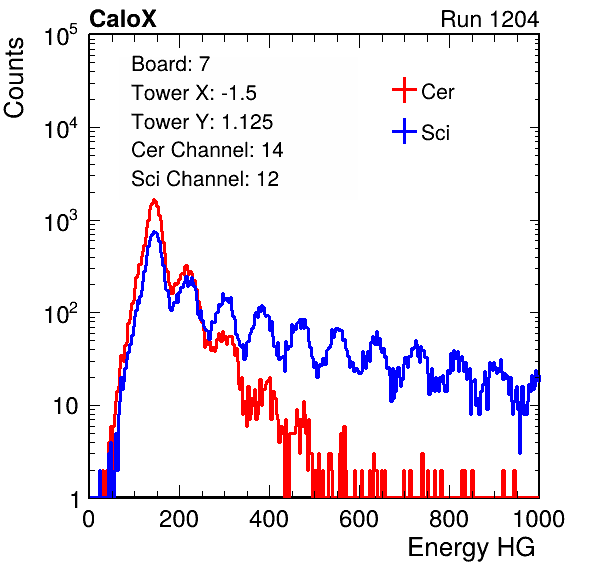 CaloX Run 1204
Counts
10^5
10^4
10^3
10^2
10
1
Board: 7
Tower X: -1.5
Tower Y: 1.125
Cer Channel: 14
Sci Channel: 12
Cer
Sci
0 200 400 600 800 1000
Energy HG